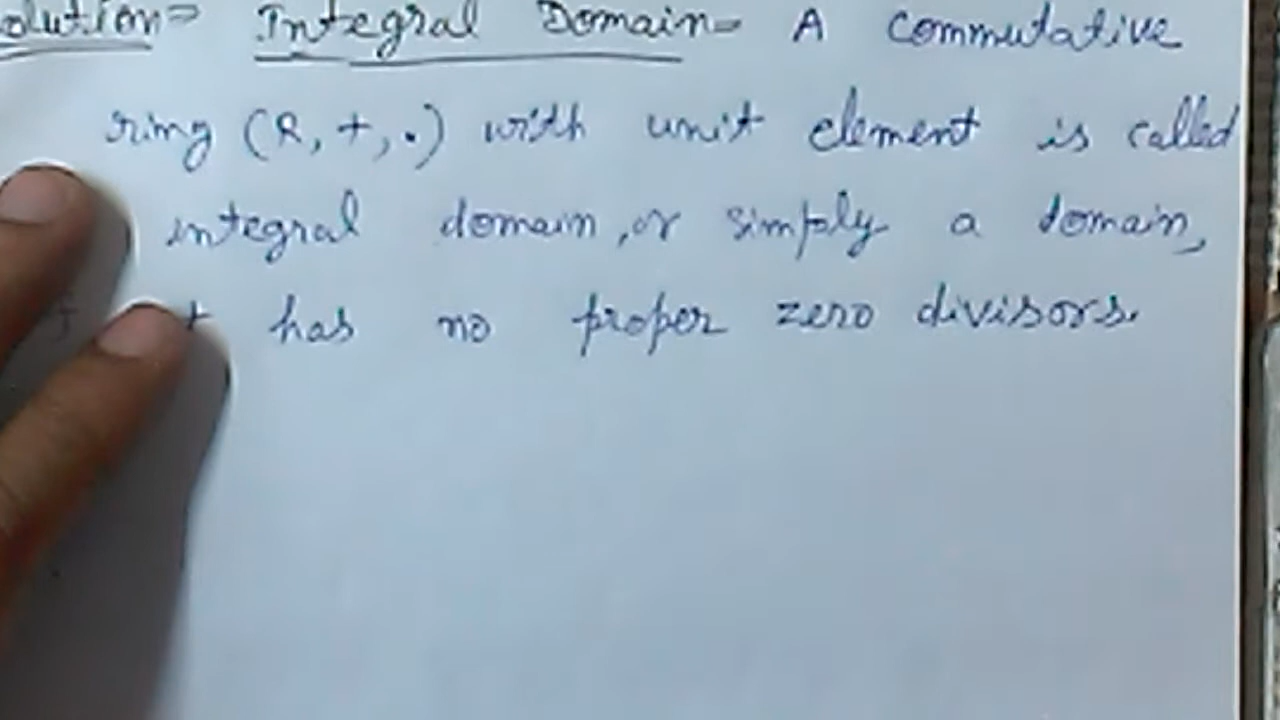 olution= Integral Domain= A commutative
ring (R, +, .) with unit element is called
integral domain, or simply a domain,
has no proper zero divisors.